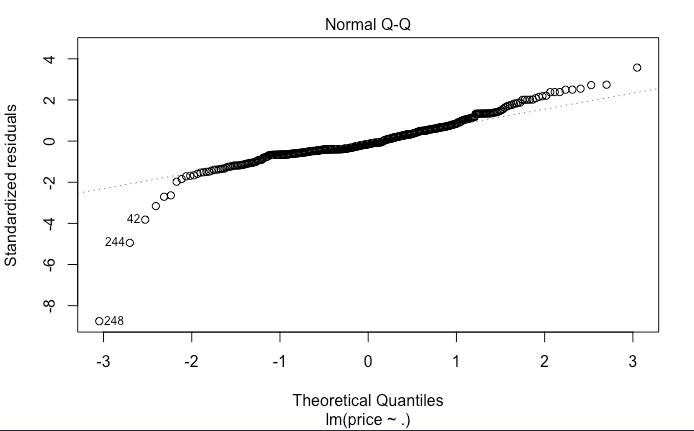 Normal Q-Q
Standardized residuals
4
2
0
-2
-4
-6
-8
42
244
248
-3 -2 -1 0 1 2 3
Theoretical Quantiles
lm(price ~ .)